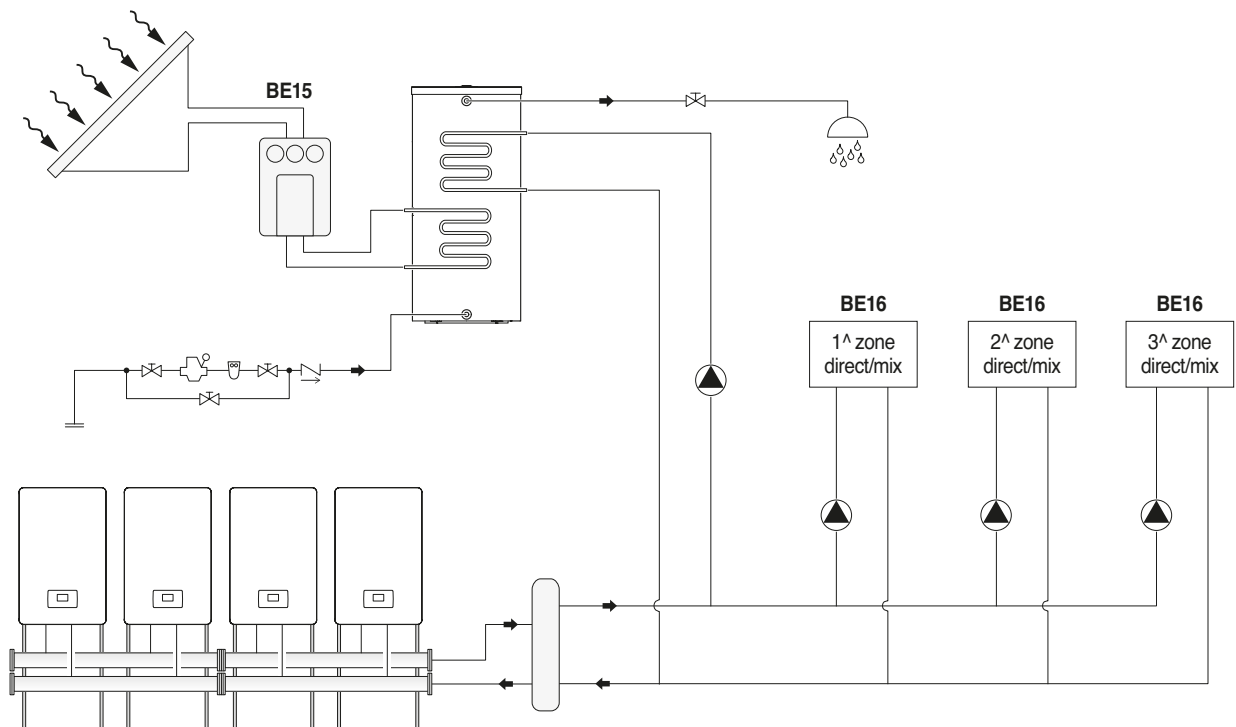 BE15
BE16
1^ zone
direct/mix
BE16
2^ zone
direct/mix
BE16
3^ zone
direct/mix